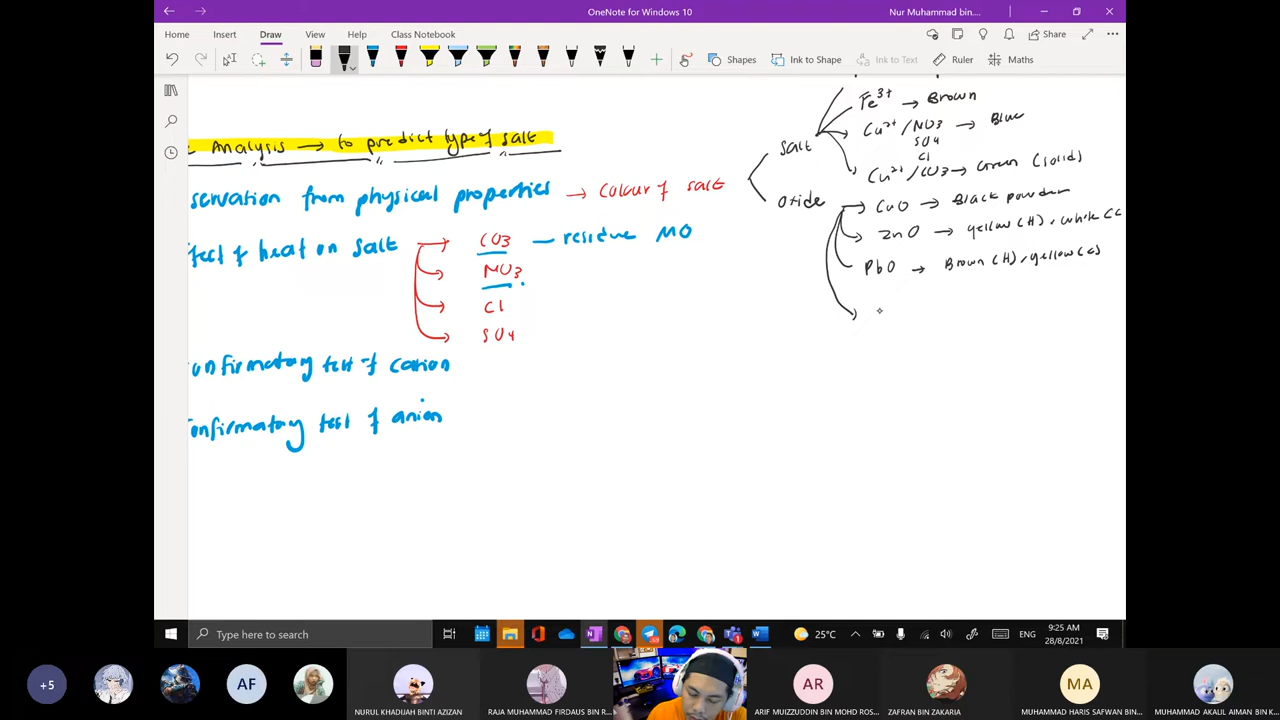 OneNote for Windows 10
Nur Muhammad bin....
Home Insert Draw View Help Class Notebook
Share
Shapes Ink to Shape Ink to Text Ruler Maths
Analysis → to predict type of salt
servation from physical properties → colour of salt
fect of heat on salt → CO3 — residue MO
NO3
Cl
SO4
onfirmatory test of cation
onfirmatory test of anion
Salt
Fe3+ → Brown
Cu2+ / NO3 → Blue
SO4
Cl
Cu2+ / CO3 → Green (solid)
Oxide
CuO → Black powder
ZnO → yellow (H), white (C
PbO → Brown (H), yellow (C)
Type here to search
25°C
ENG
9:25 AM
28/8/2021
+5
AF
AR
MA
NURUL KHADIJAH BINTI AZIZAN
RAJA MUHAMMAD FIRDAUS BIN R...
ARIF MUIZZUDDIN BIN MOHD ROS...
ZAFRAN BIN ZAKARIA
MUHAMMAD HARIS SAFWAN BIN...
MUHAMMAD AKALIL AIMAN BIN KH...